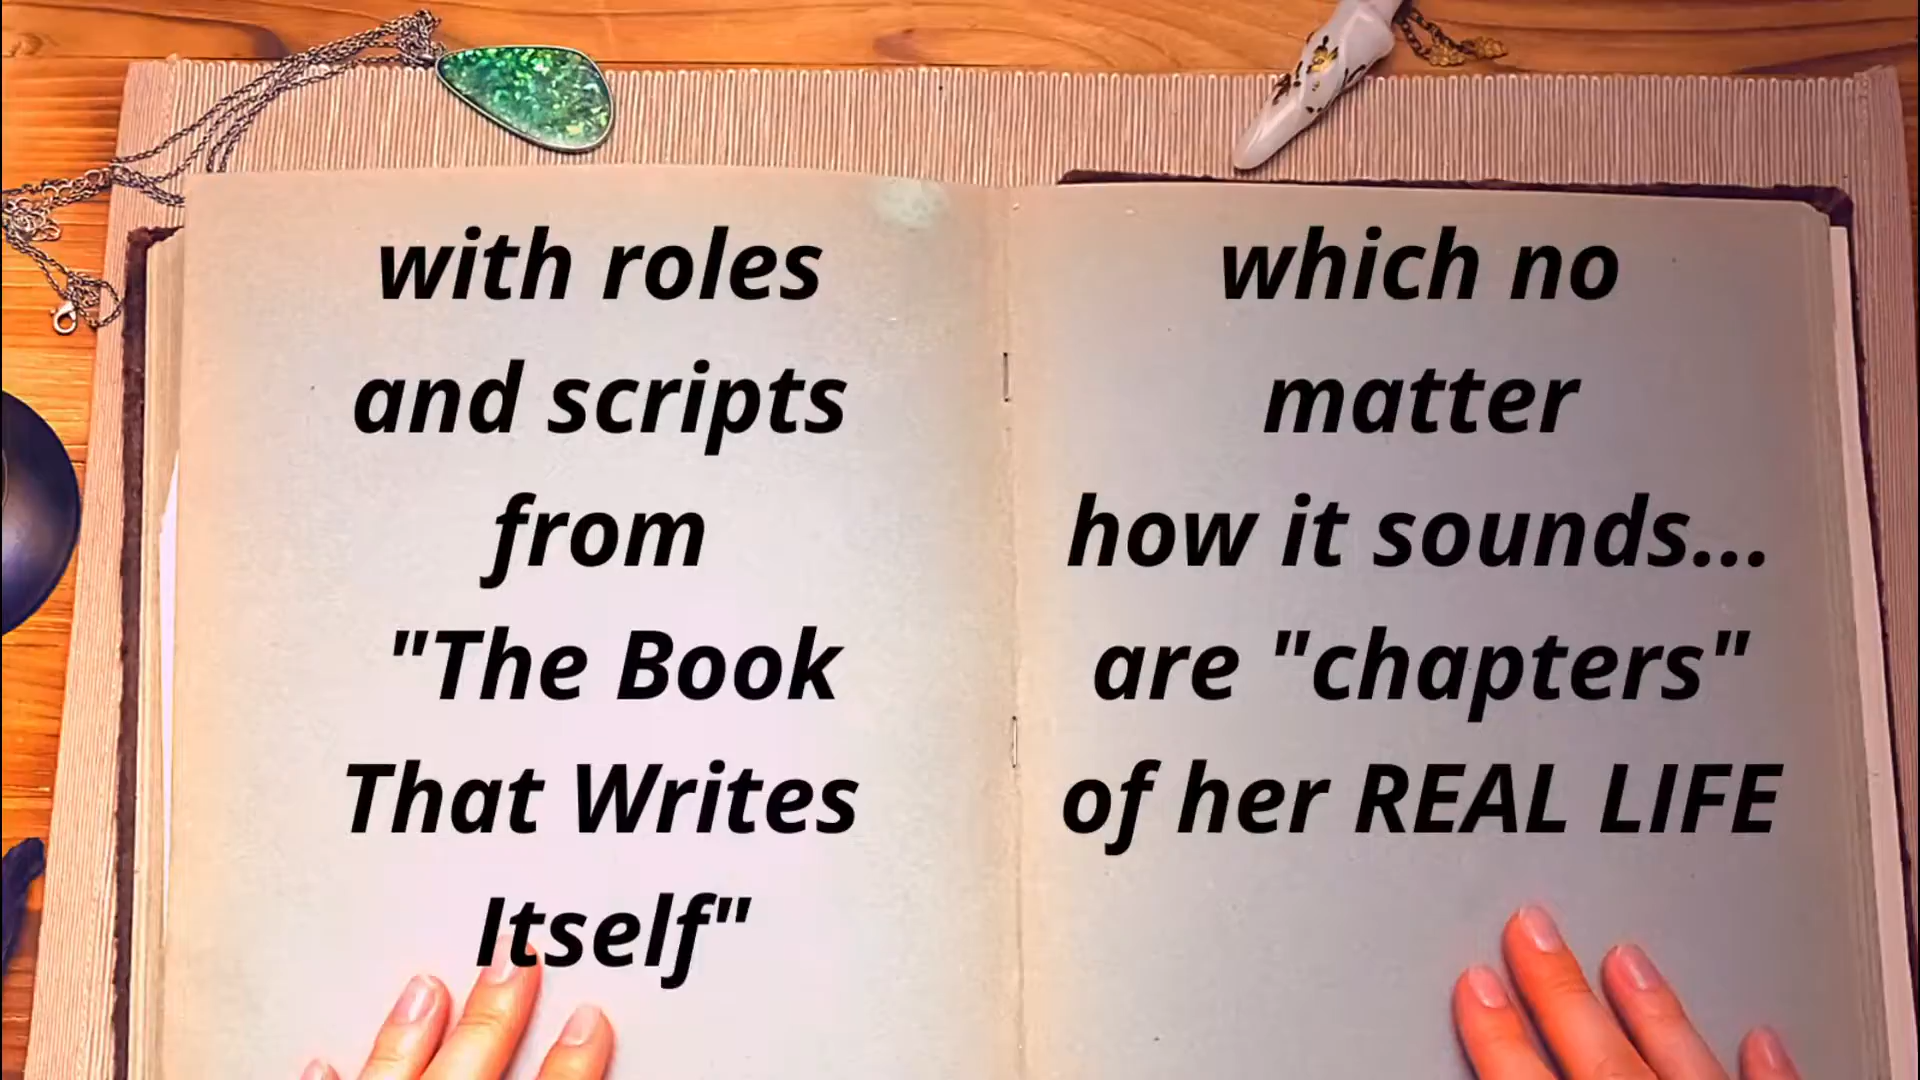 with roles
and scripts
from
"The Book
That Writes
Itself"
which no
matter
how it sounds...
are "chapters"
of her REAL LIFE